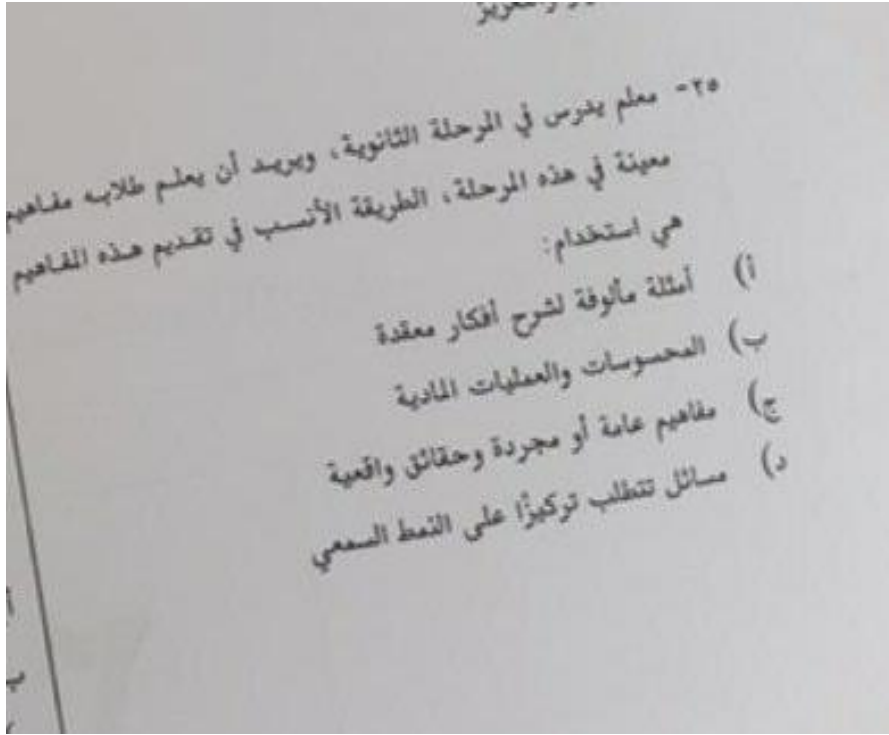 ٢٥- معلم يدرس في المرحلة الثانوية، ويريد أن يعلم طلابه مفاهيم
معينة في هذه المرحلة، الطريقة الأنسب في تقديم هذه المفاهيم
هي استخدام:
أ) أمثلة مألوفة لشرح أفكار معقدة
ب) المحسوسات والعمليات المادية
ج) مفاهيم عامة أو مجردة وحقائق واقعية
د) مسائل تتطلب تركيزًا على النمط السمعي
أ
ب